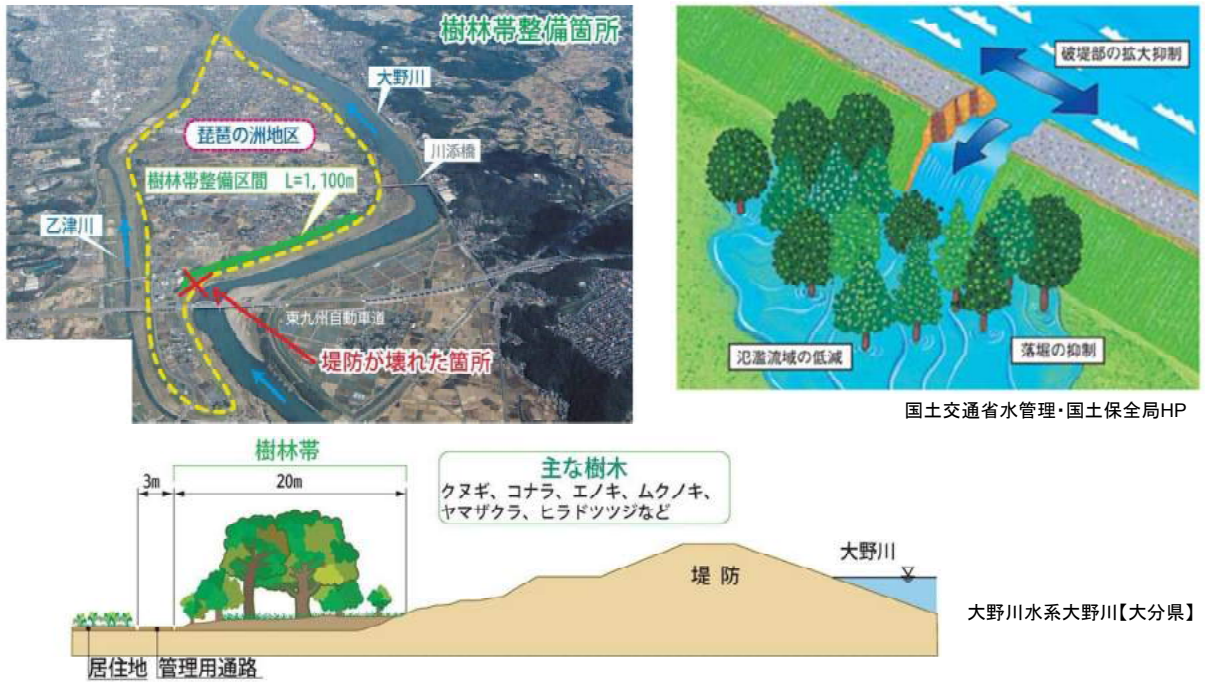 樹林帯整備箇所
大野川
琵琶の洲地区
川添橋
樹林帯整備区間 L=1,100m
乙津川
東九州自動車道
堤防が壊れた箇所
破堤部の拡大抑制
氾濫流域の低減
落堀の抑制
国土交通省水管理・国土保全局HP
樹林帯
3m
20m
主な樹木
クヌギ、コナラ、エノキ、ムクノキ、
ヤマザクラ、ヒラドツツジなど
堤防
大野川
大野川水系大野川【大分県】
居住地
管理用通路